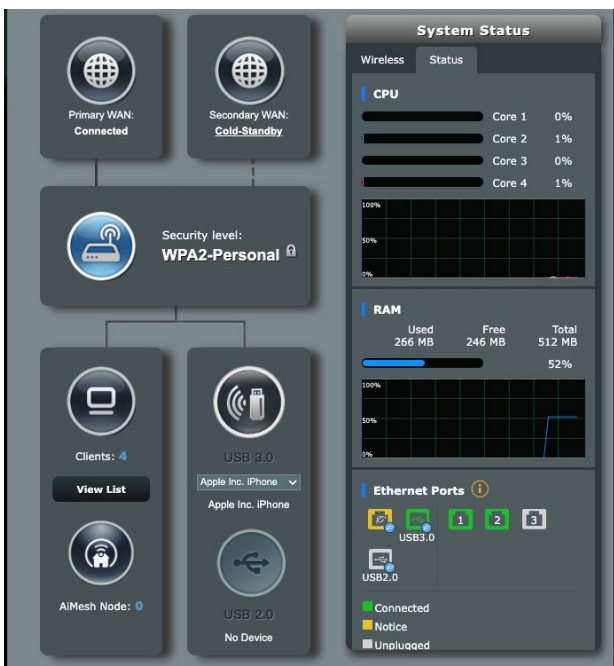 Primary WAN:
Connected
Secondary WAN:
Cold-Standby
Security level:
WPA2-Personal
Clients: 4
View List
AiMesh Node: 0
USB 3.0
Apple Inc. iPhone
Apple Inc. iPhone
USB 2.0
No Device
System Status
Wireless Status
CPU
Core 1 0%
Core 2 1%
Core 3 0%
Core 4 1%
100%
50%
0%
RAM
Used Free Total
266 MB 246 MB 512 MB
52%
100%
50%
0%
Ethernet Ports
1 2 3
USB3.0
USB2.0
Connected
Notice
Unplugged